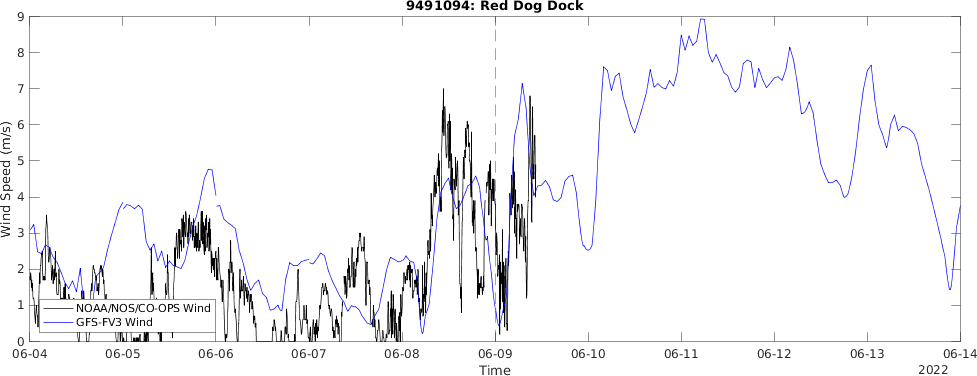 9491094: Red Dog Dock
Wind Speed (m/s)
9
8
7
6
5
4
3
2
1
0
NOAA/NOS/CO-OPS Wind
GFS-FV3 Wind
06-04 06-05 06-06 06-07 06-08 06-09 06-10 06-11 06-12 06-13 06-14
Time
2022